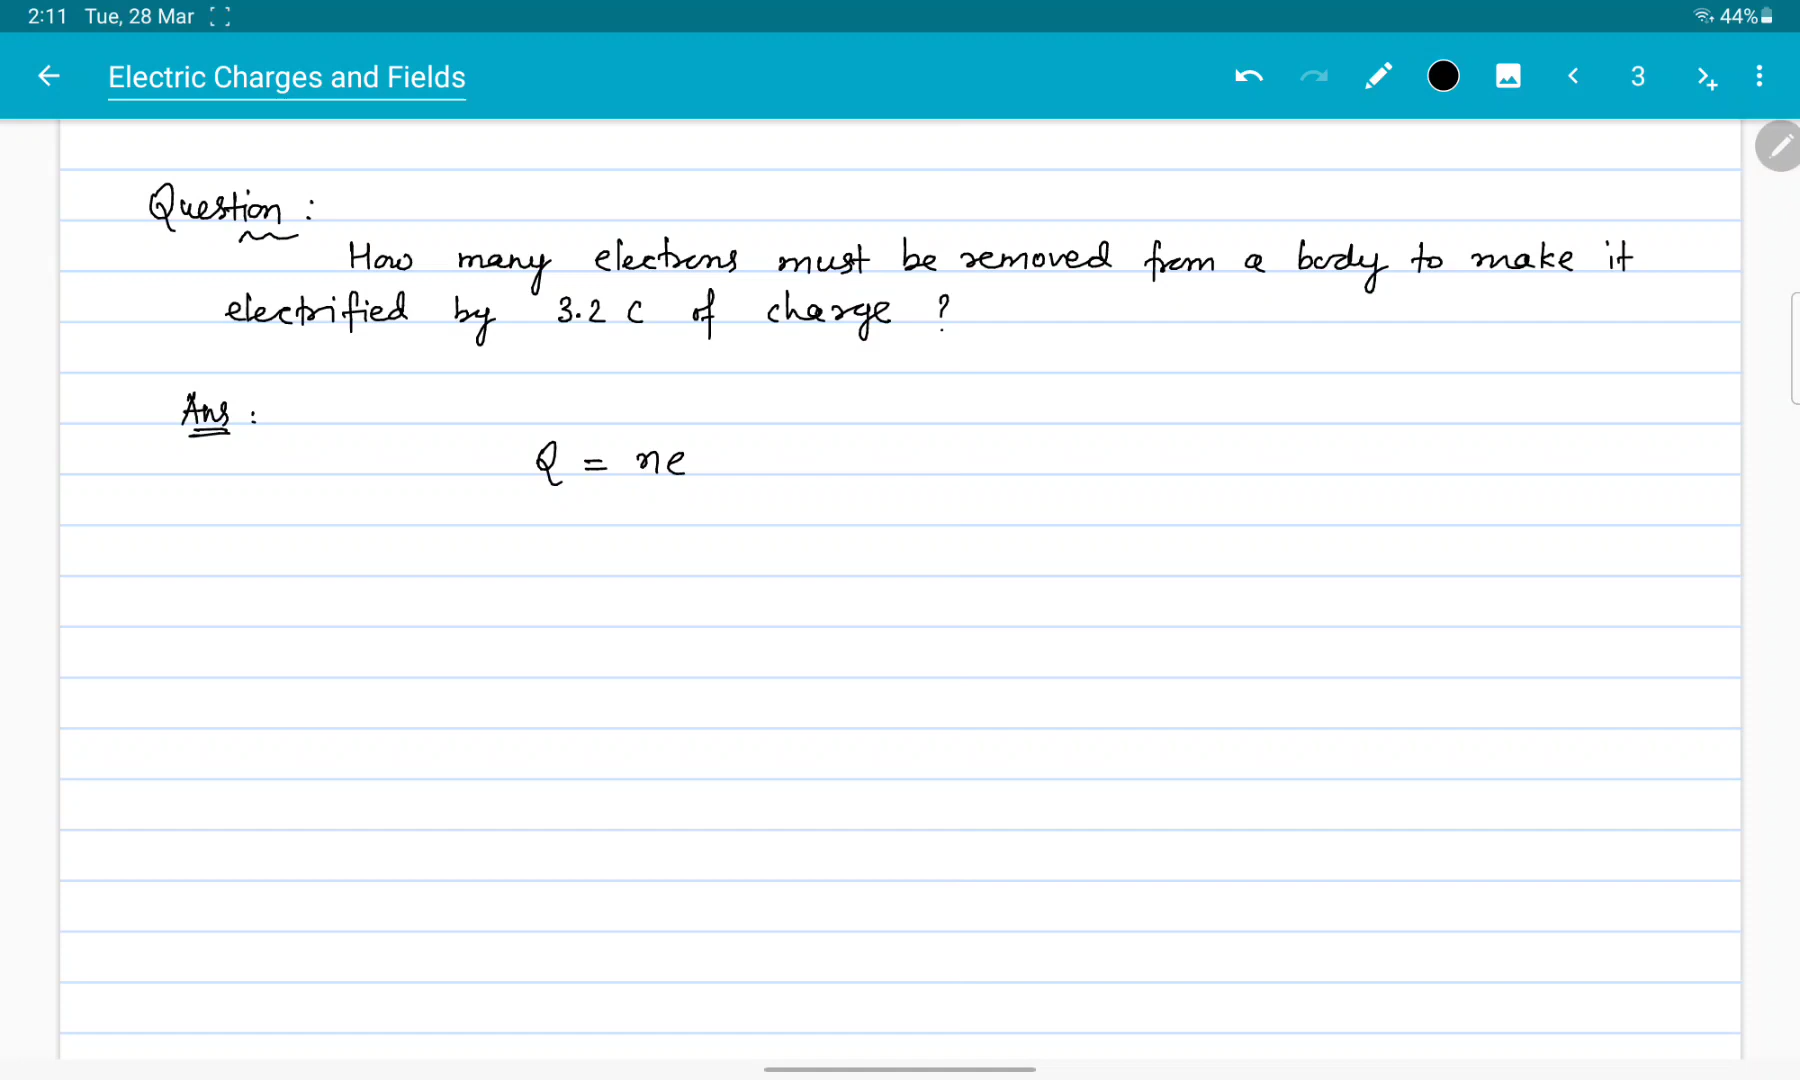 2:11 Tue, 28 Mar 44%
Electric Charges and Fields 3
Question :
How many electrons must be removed from a body to make it
electrified by 3.2 C of charge ?
Ans :
Q = ne